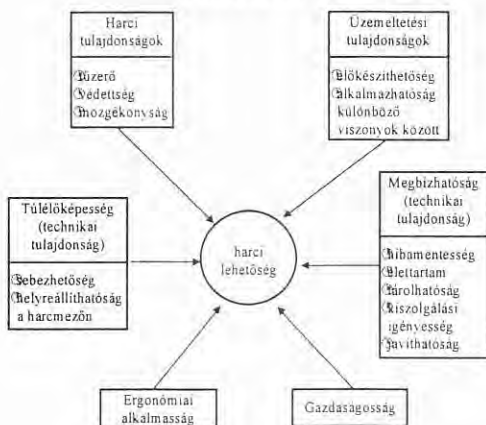 Harci
tulajdonságok
tűzerő
védettség
mozgékonyság
Üzemeltetési
tulajdonságok
előkészíthetőség
alkalmazhatóság
különböző
viszonyok között
Túlélőképesség
(technikai
tulajdonság)
sebezhetőség
helyreállíthatóság
a harcmezőn
harci
lehetőség
Megbízhatóság
(technikai
tulajdonság)
hibamentesség
élettartam
tárolhatóság
kiszolgálási
igényesség
javíthatóság
Ergonómiai
alkalmasság
Gazdaságosság